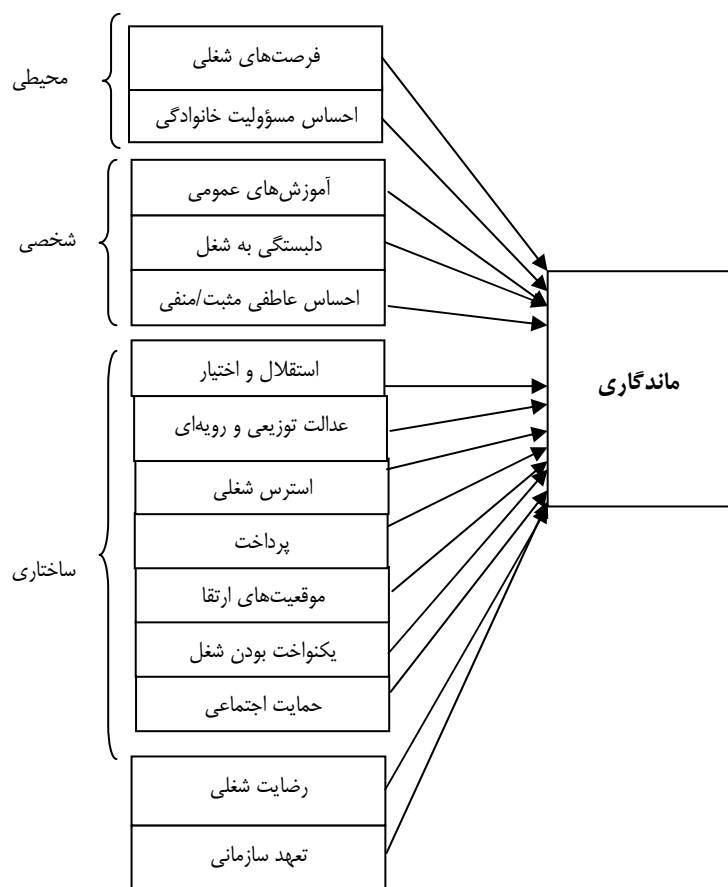 محیطی
فرصت‌های شغلی
احساس مسؤولیت خانوادگی
شخصی
آموزش‌های عمومی
دلبستگی به شغل
احساس عاطفی مثبت/منفی
ماندگاری
ساختاری
استقلال و اختیار
عدالت توزیعی و رویه‌ای
استرس شغلی
پرداخت
موقعیت‌های ارتقا
یکنواخت بودن شغل
حمایت اجتماعی
رضایت شغلی
تعهد سازمانی